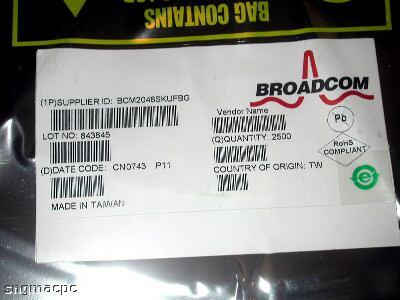 BAG CONTAINS
BROADCOM
(1P)SUPPLIER ID: BCM2046SKUFBG
Vendor Name
LOT NO: 843645
(Q)QUANTITY: 2500
Pb
(D)DATE CODE: CN0743 P11
COUNTRY OF ORIGIN: TW
RoHS
COMPLIANT
e
MADE IN TAIWAN
sngmacpc